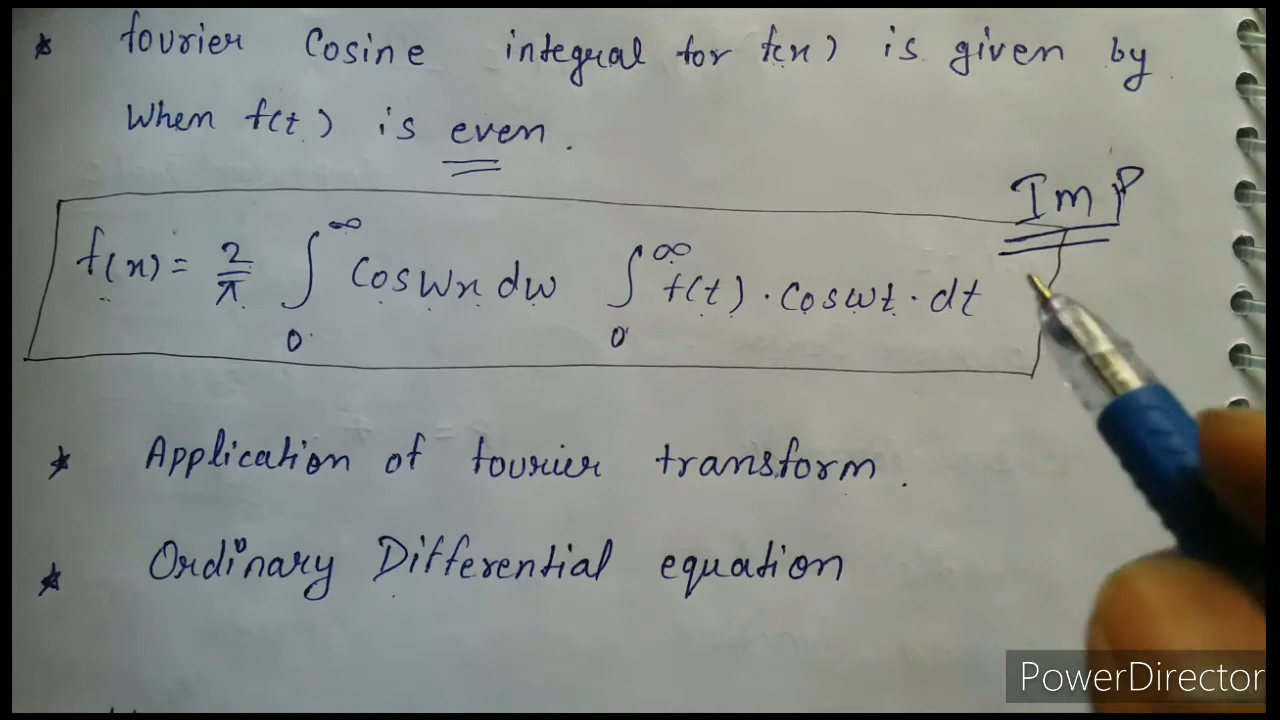 * fourier Cosine integral for f(x) is given by
When f(t) is even.
Imp
f(x) = 2/π ∫₀^∞ cos wx dw ∫₀^∞ f(t) · cos wt · dt
* Application of fourier transform.
* Ordinary Differential equation
PowerDirector